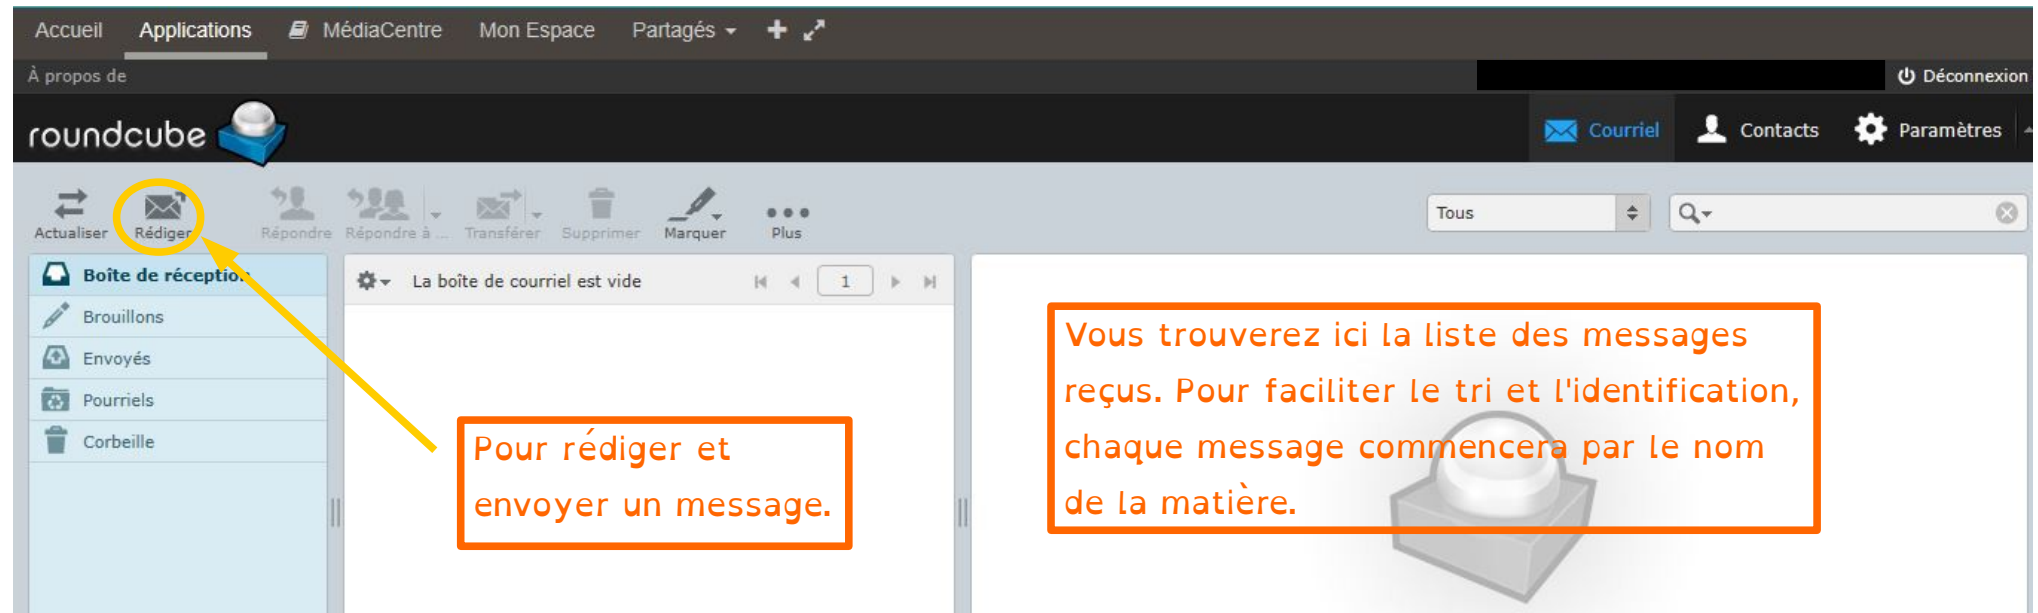 Accueil Applications MédiaCentre Mon Espace Partagés
À propos de Déconnexion
roundcube Courriel Contacts Paramètres
Actualiser Rédiger Répondre Répondre à ... Transférer Supprimer Marquer Plus Tous
Boîte de réception La boîte de courriel est vide 1
Brouillons
Envoyés
Pourriels
Corbeille
Pour rédiger et
envoyer un message.
Vous trouverez ici la liste des messages
reçus. Pour faciliter le tri et l'identification,
chaque message commencera par le nom
de la matière.